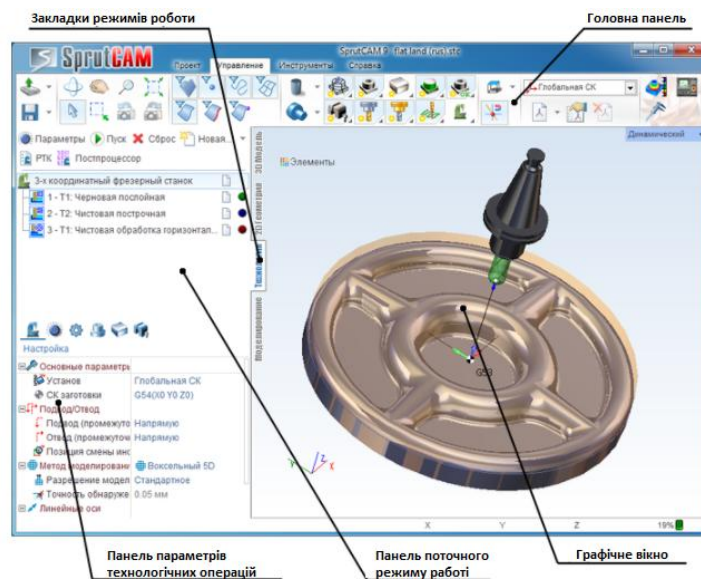 Закладки режимів роботи
Головна панель
SprutCAM
SprutCAM 9 - flat land (rus).stc
Проект Управление Инструменты Справка
Глобальная СК
Параметры Пуск Сброс Новая...
РТК Постпроцессор
Динамический
3D Модель
2D Геометрия
Технология
Моделирование
Элементы
3-х координатный фрезерный станок
1 - T1: Черновая послойная
2 - T2: Чистовая построчная
3 - T1: Чистовая обработка горизонтал...
G53
Настройка
Основные параметры
Установ Глобальная СК
СК заготовки G54(X0 Y0 Z0)
Подвод/Отвод
Подвод (промежуто Напрямую
Отвод (промежуточ Напрямую
Позиция смены инс
Метод моделировани Воксельный 5D
Разрешение модел Стандартное
Точность обнаруже 0.05 мм
Линейные оси
Z
Y X
X Y Z 19%
Панель параметрів
технологічних операцій
Панель поточного
режиму работі
Графічне вікно